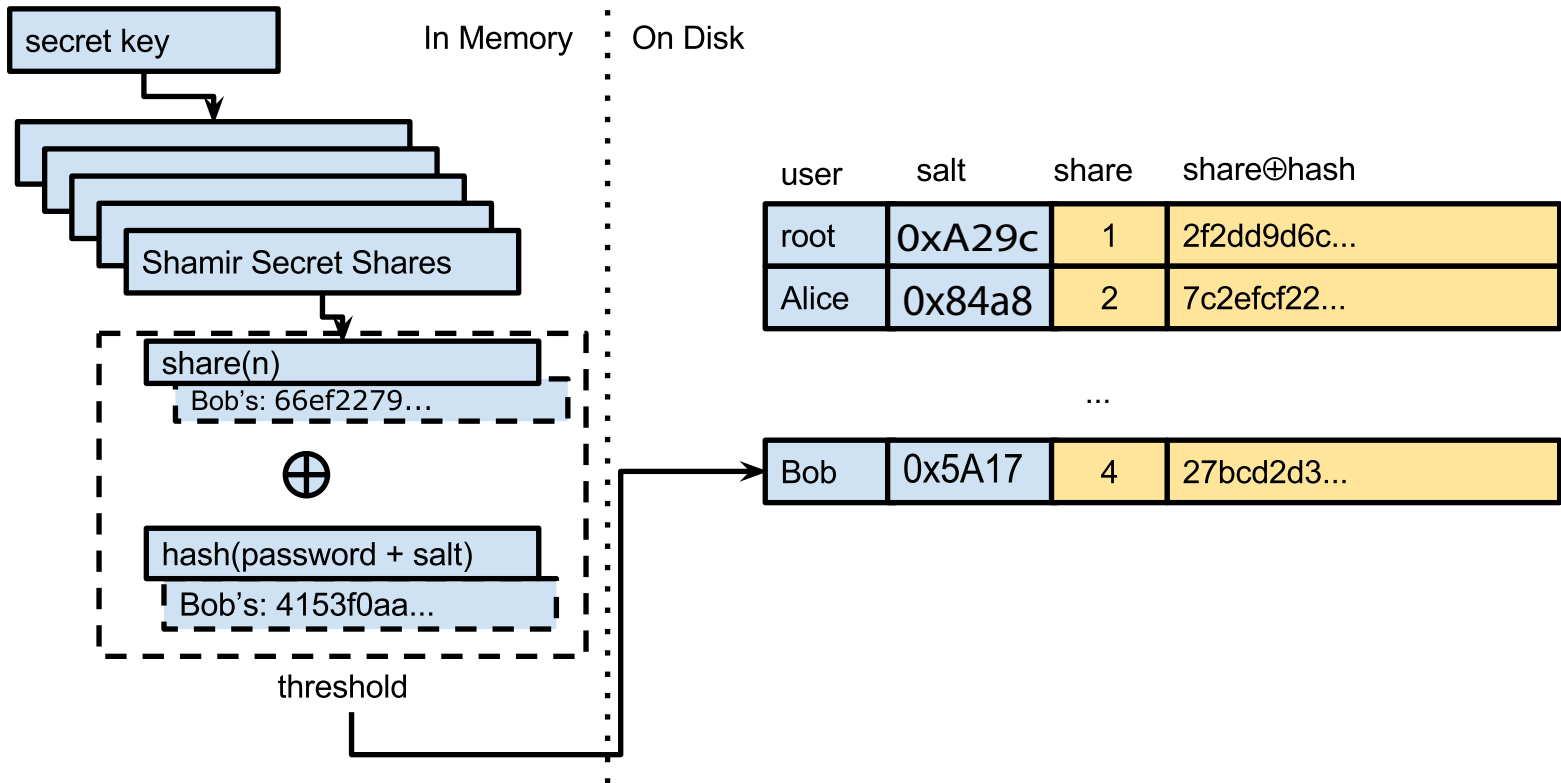 secret key
In Memory
On Disk
Shamir Secret Shares
share(n)
Bob's: 66ef2279...
⊕
hash(password + salt)
Bob's: 4153f0aa...
threshold
user salt share share⊕hash
root 0xA29c 1 2f2dd9d6c...
Alice 0x84a8 2 7c2efcf22...
...
Bob 0x5A17 4 27bcd2d3...